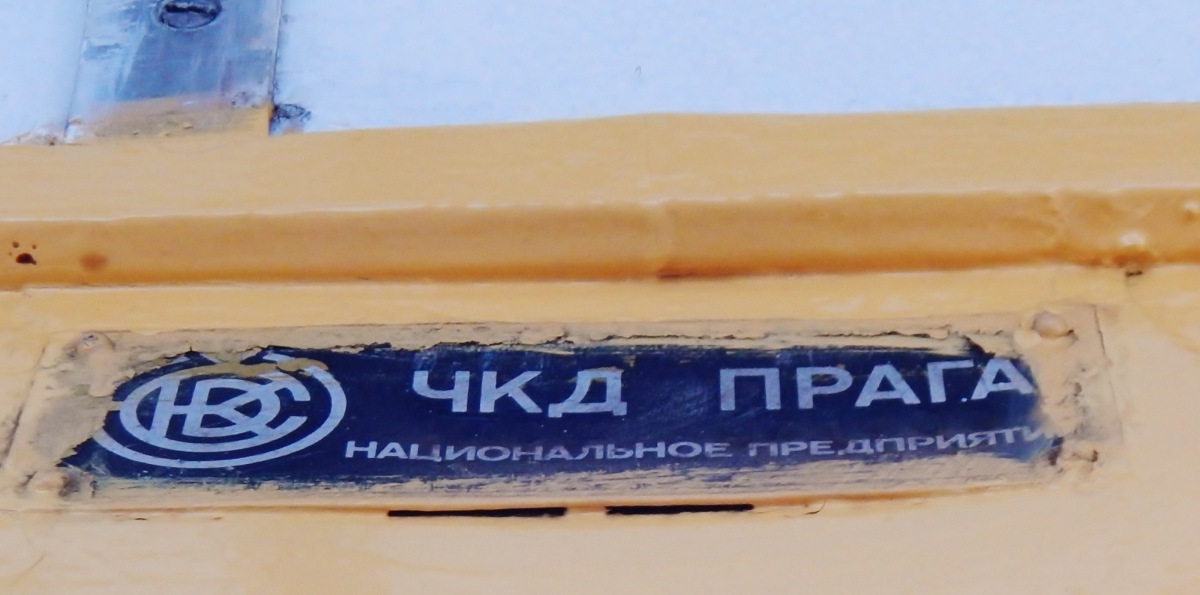 ЧКД ПРАГА
НАЦИОНАЛЬНОЕ ПРЕДПРИЯТИ